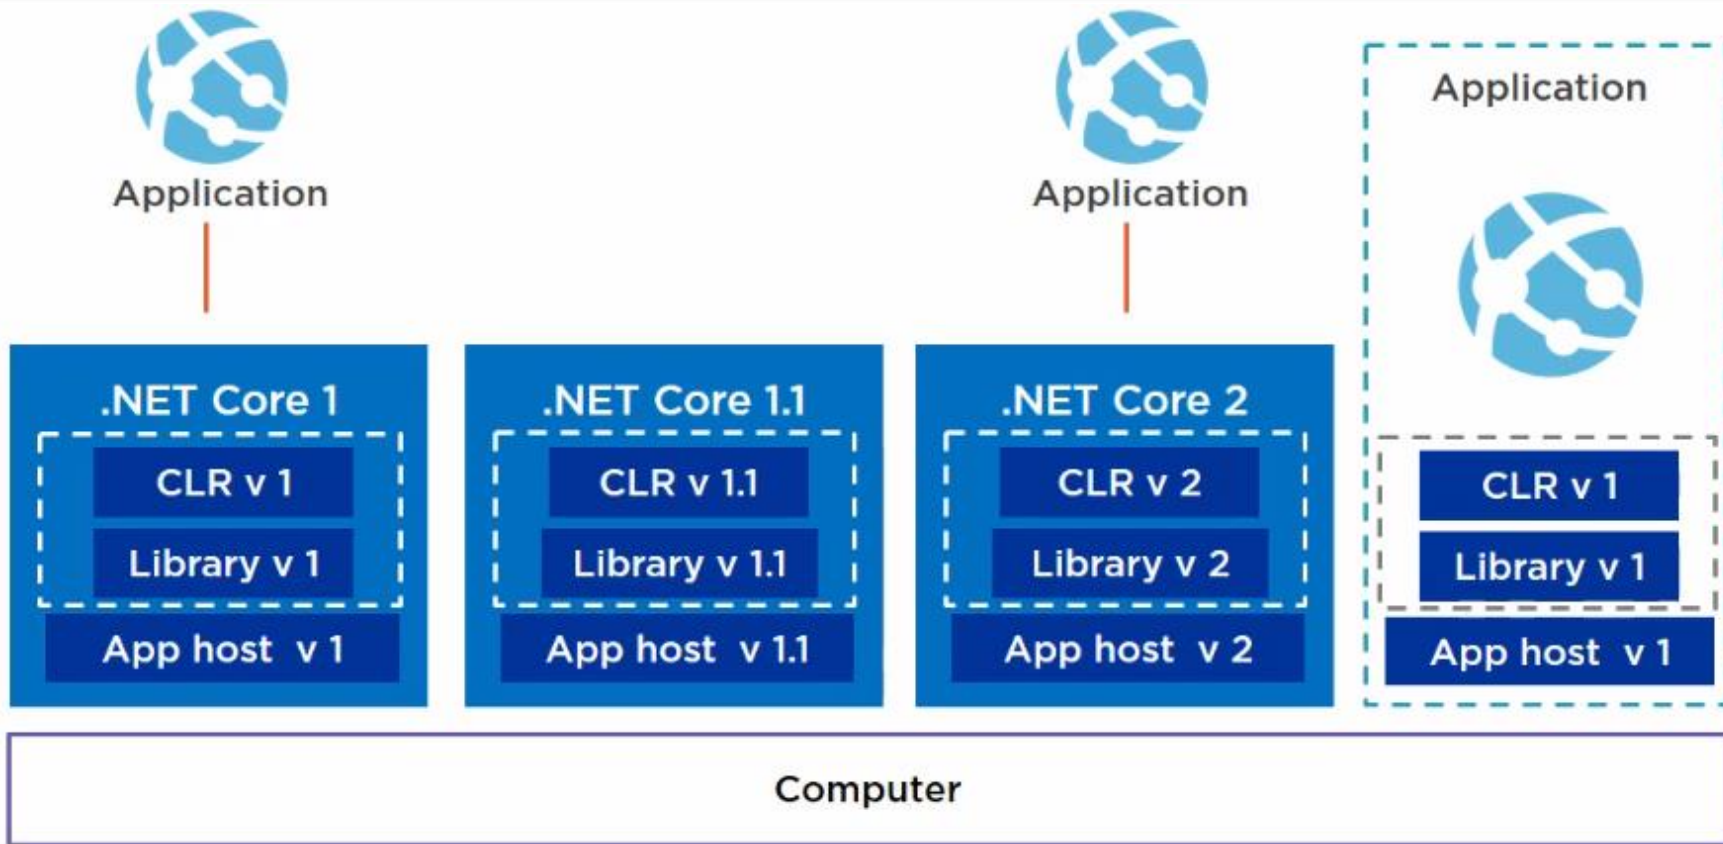 Application
Application
Application
.NET Core 1
CLR v 1
Library v 1
App host v 1
.NET Core 1.1
CLR v 1.1
Library v 1.1
App host v 1.1
.NET Core 2
CLR v 2
Library v 2
App host v 2
CLR v 1
Library v 1
App host v 1
Computer